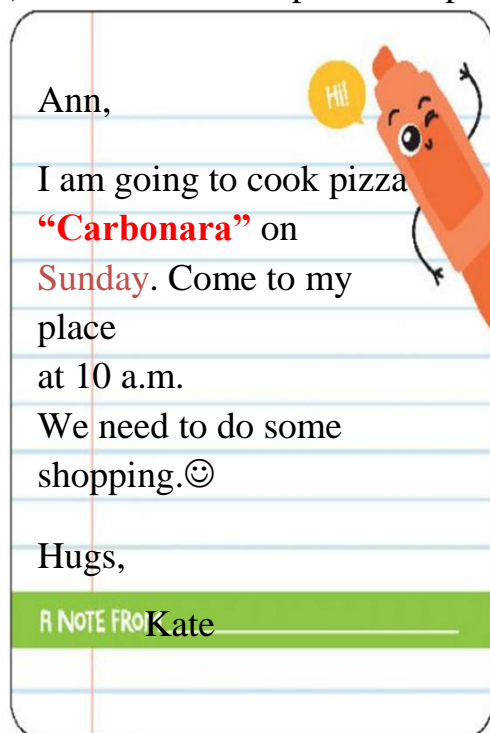 Hi!
Ann,
I am going to cook pizza
“Carbonara” on
Sunday. Come to my
place
at 10 a.m.
We need to do some
shopping.☺
Hugs,
A NOTE FROM Kate